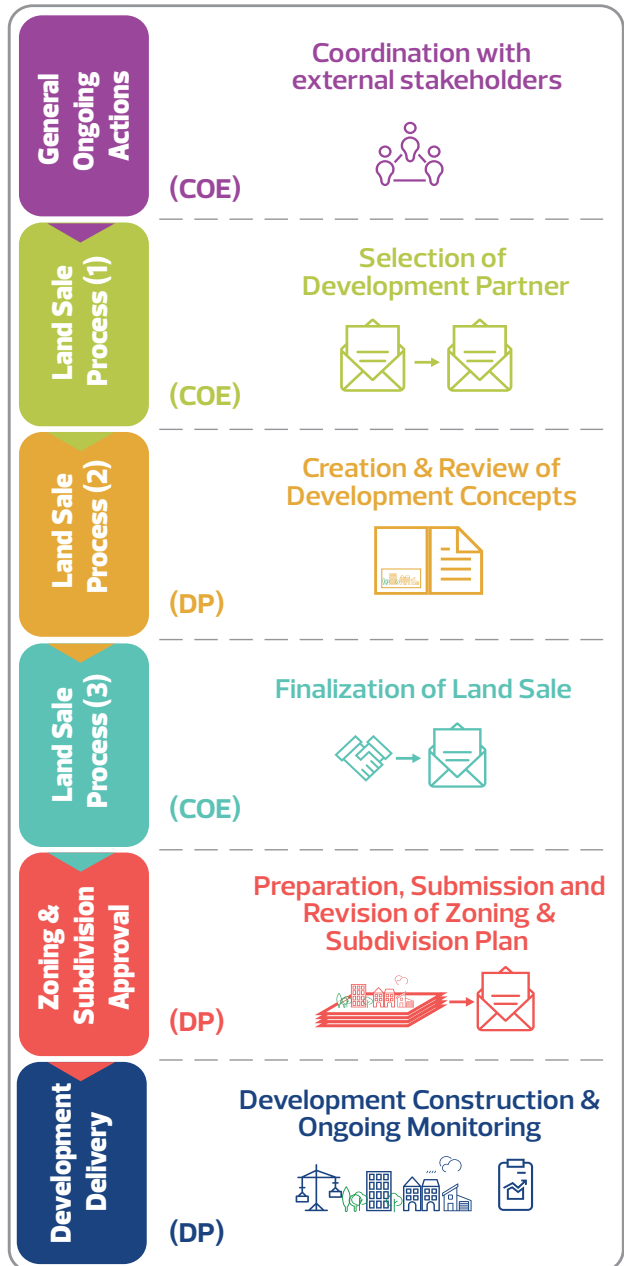 General
Ongoing
Actions
Coordination with
external stakeholders
(COE)
Land Sale
Process (1)
Selection of
Development Partner
(COE)
Land Sale
Process (2)
Creation & Review of
Development Concepts
(DP)
Land Sale
Process (3)
Finalization of Land Sale
(COE)
Zoning &
Subdivision
Approval
Preparation, Submission and
Revision of Zoning &
Subdivision Plan
(DP)
Development
Delivery
Development Construction &
Ongoing Monitoring
(DP)